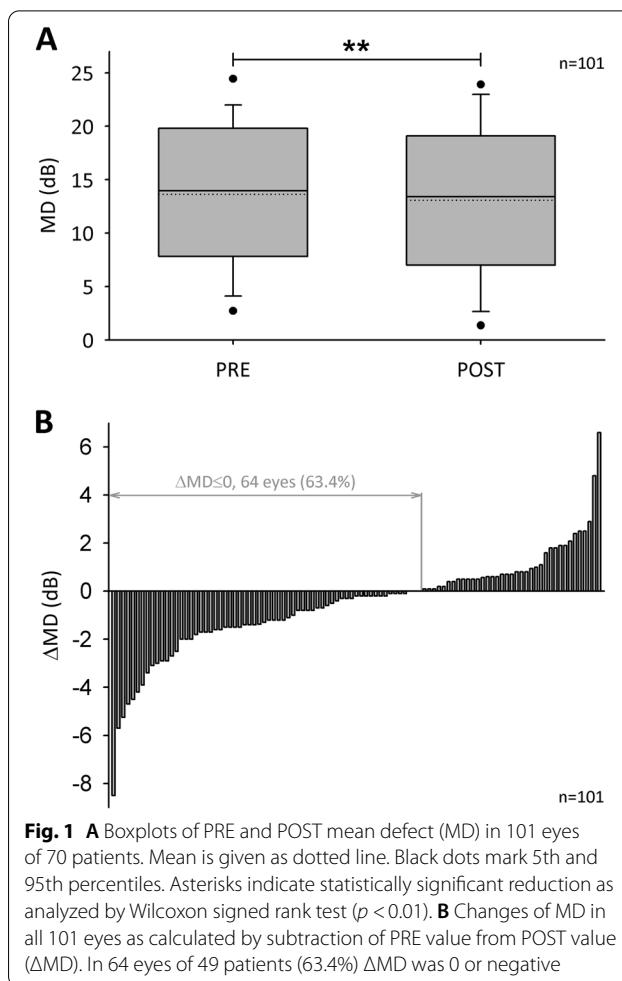 A
**
n=101
25
20
15
10
5
0
MD (dB)
PRE
POST
B
6
4
2
0
-2
-4
-6
-8
ΔMD (dB)
ΔMD≤0, 64 eyes (63.4%)
n=101
Fig. 1 A Boxplots of PRE and POST mean defect (MD) in 101 eyes
of 70 patients. Mean is given as dotted line. Black dots mark 5th and
95th percentiles. Asterisks indicate statistically significant reduction as
analyzed by Wilcoxon signed rank test (p < 0.01). B Changes of MD in
all 101 eyes as calculated by subtraction of PRE value from POST value
(ΔMD). In 64 eyes of 49 patients (63.4%) ΔMD was 0 or negative